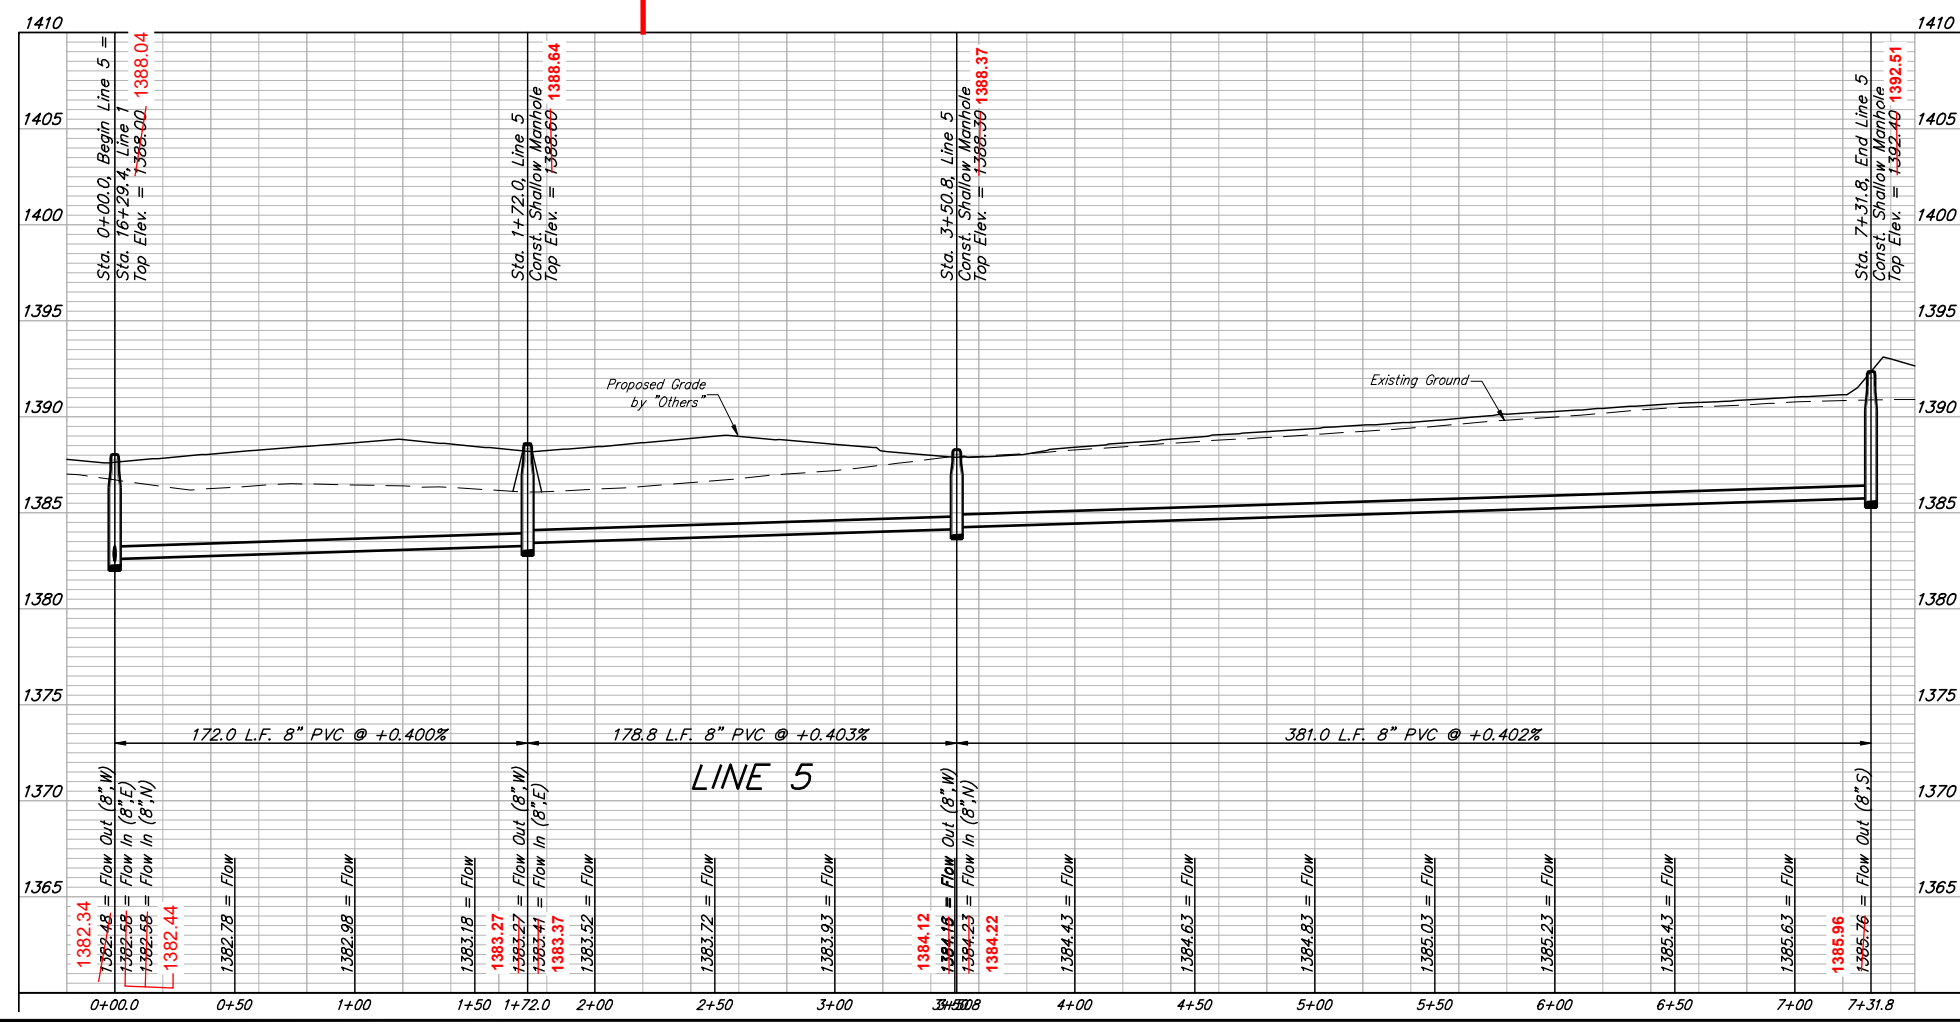 1410
1405
1400
1395
1390
1385
1380
1375
1370
1365
1410
1405
1400
1395
1390
1385
1380
1375
1370
1365
Sta. 0+00.0, Begin Line 5 =
Sta. 16+29.4, Line 1
Top Elev. = 1388.00 1388.04
Sta. 1+72.0, Line 5
Const. Shallow Manhole
Top Elev. = 1388.60 1388.64
Sta. 3+50.8, Line 5
Const. Shallow Manhole
Top Elev. = 1388.30 1388.37
Sta. 7+31.8, End Line 5
Const. Shallow Manhole
Top Elev. = 1392.40 1392.51
Proposed Grade
by "Others"
Existing Ground
172.0 L.F. 8" PVC @ +0.400%
178.8 L.F. 8" PVC @ +0.403%
381.0 L.F. 8" PVC @ +0.402%
LINE 5
1382.34
1382.48 = Flow Out (8",W)
1382.58 = Flow In (8",E)
1382.58 = Flow In (8",N)
1382.44
1382.78 = Flow
1382.98 = Flow
1383.18 = Flow
1383.27
1383.27 = Flow Out (8",W)
1383.41 = Flow In (8",E)
1383.37
1383.52 = Flow
1383.72 = Flow
1383.93 = Flow
1384.12
= Flow Out (8",W)
1384.23 = Flow In (8",N)
1384.22
1384.43 = Flow
1384.63 = Flow
1384.83 = Flow
1385.03 = Flow
1385.23 = Flow
1385.43 = Flow
1385.63 = Flow
1385.96
1385.76 = Flow Out (8",S)
0+00.0 0+50 1+00 1+50 1+72.0 2+00 2+50 3+00 4+00 4+50 5+00 5+50 6+00 6+50 7+00 7+31.8